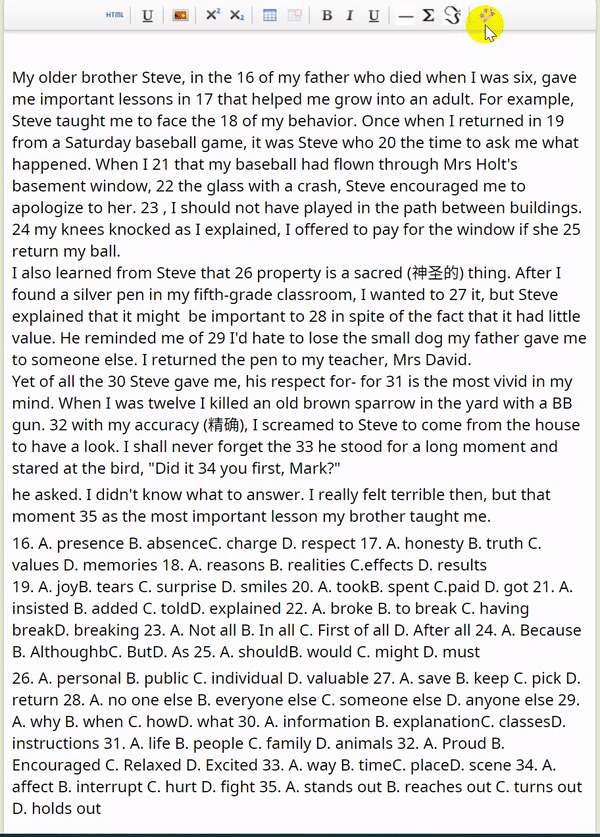 HTML U X² X₂ B I U — Σ
My older brother Steve, in the 16 of my father who died when I was six, gave
me important lessons in 17 that helped me grow into an adult. For example,
Steve taught me to face the 18 of my behavior. Once when I returned in 19
from a Saturday baseball game, it was Steve who 20 the time to ask me what
happened. When I 21 that my baseball had flown through Mrs Holt's
basement window, 22 the glass with a crash, Steve encouraged me to
apologize to her. 23 , I should not have played in the path between buildings.
24 my knees knocked as I explained, I offered to pay for the window if she 25
return my ball.
I also learned from Steve that 26 property is a sacred (神圣的) thing. After I
found a silver pen in my fifth-grade classroom, I wanted to 27 it, but Steve
explained that it might  be important to 28 in spite of the fact that it had little
value. He reminded me of 29 I'd hate to lose the small dog my father gave me
to someone else. I returned the pen to my teacher, Mrs David.
Yet of all the 30 Steve gave me, his respect for- for 31 is the most vivid in my
mind. When I was twelve I killed an old brown sparrow in the yard with a BB
gun. 32 with my accuracy (精确), I screamed to Steve to come from the house
to have a look. I shall never forget the 33 he stood for a long moment and
stared at the bird, "Did it 34 you first, Mark?"
he asked. I didn't know what to answer. I really felt terrible then, but that
moment 35 as the most important lesson my brother taught me.
16. A. presence B. absenceC. charge D. respect 17. A. honesty B. truth C.
values D. memories 18. A. reasons B. realities C.effects D. results
19. A. joyB. tears C. surprise D. smiles 20. A. tookB. spent C.paid D. got 21. A.
insisted B. added C. toldD. explained 22. A. broke B. to break C. having
breakD. breaking 23. A. Not all B. In all C. First of all D. After all 24. A. Because
B. AlthoughbC. ButD. As 25. A. shouldB. would C. might D. must
26. A. personal B. public C. individual D. valuable 27. A. save B. keep C. pick D.
return 28. A. no one else B. everyone else C. someone else D. anyone else 29.
A. why B. when C. howD. what 30. A. information B. explanationC. classesD.
instructions 31. A. life B. people C. family D. animals 32. A. Proud B.
Encouraged C. Relaxed D. Excited 33. A. way B. timeC. placeD. scene 34. A.
affect B. interrupt C. hurt D. fight 35. A. stands out B. reaches out C. turns out
D. holds out